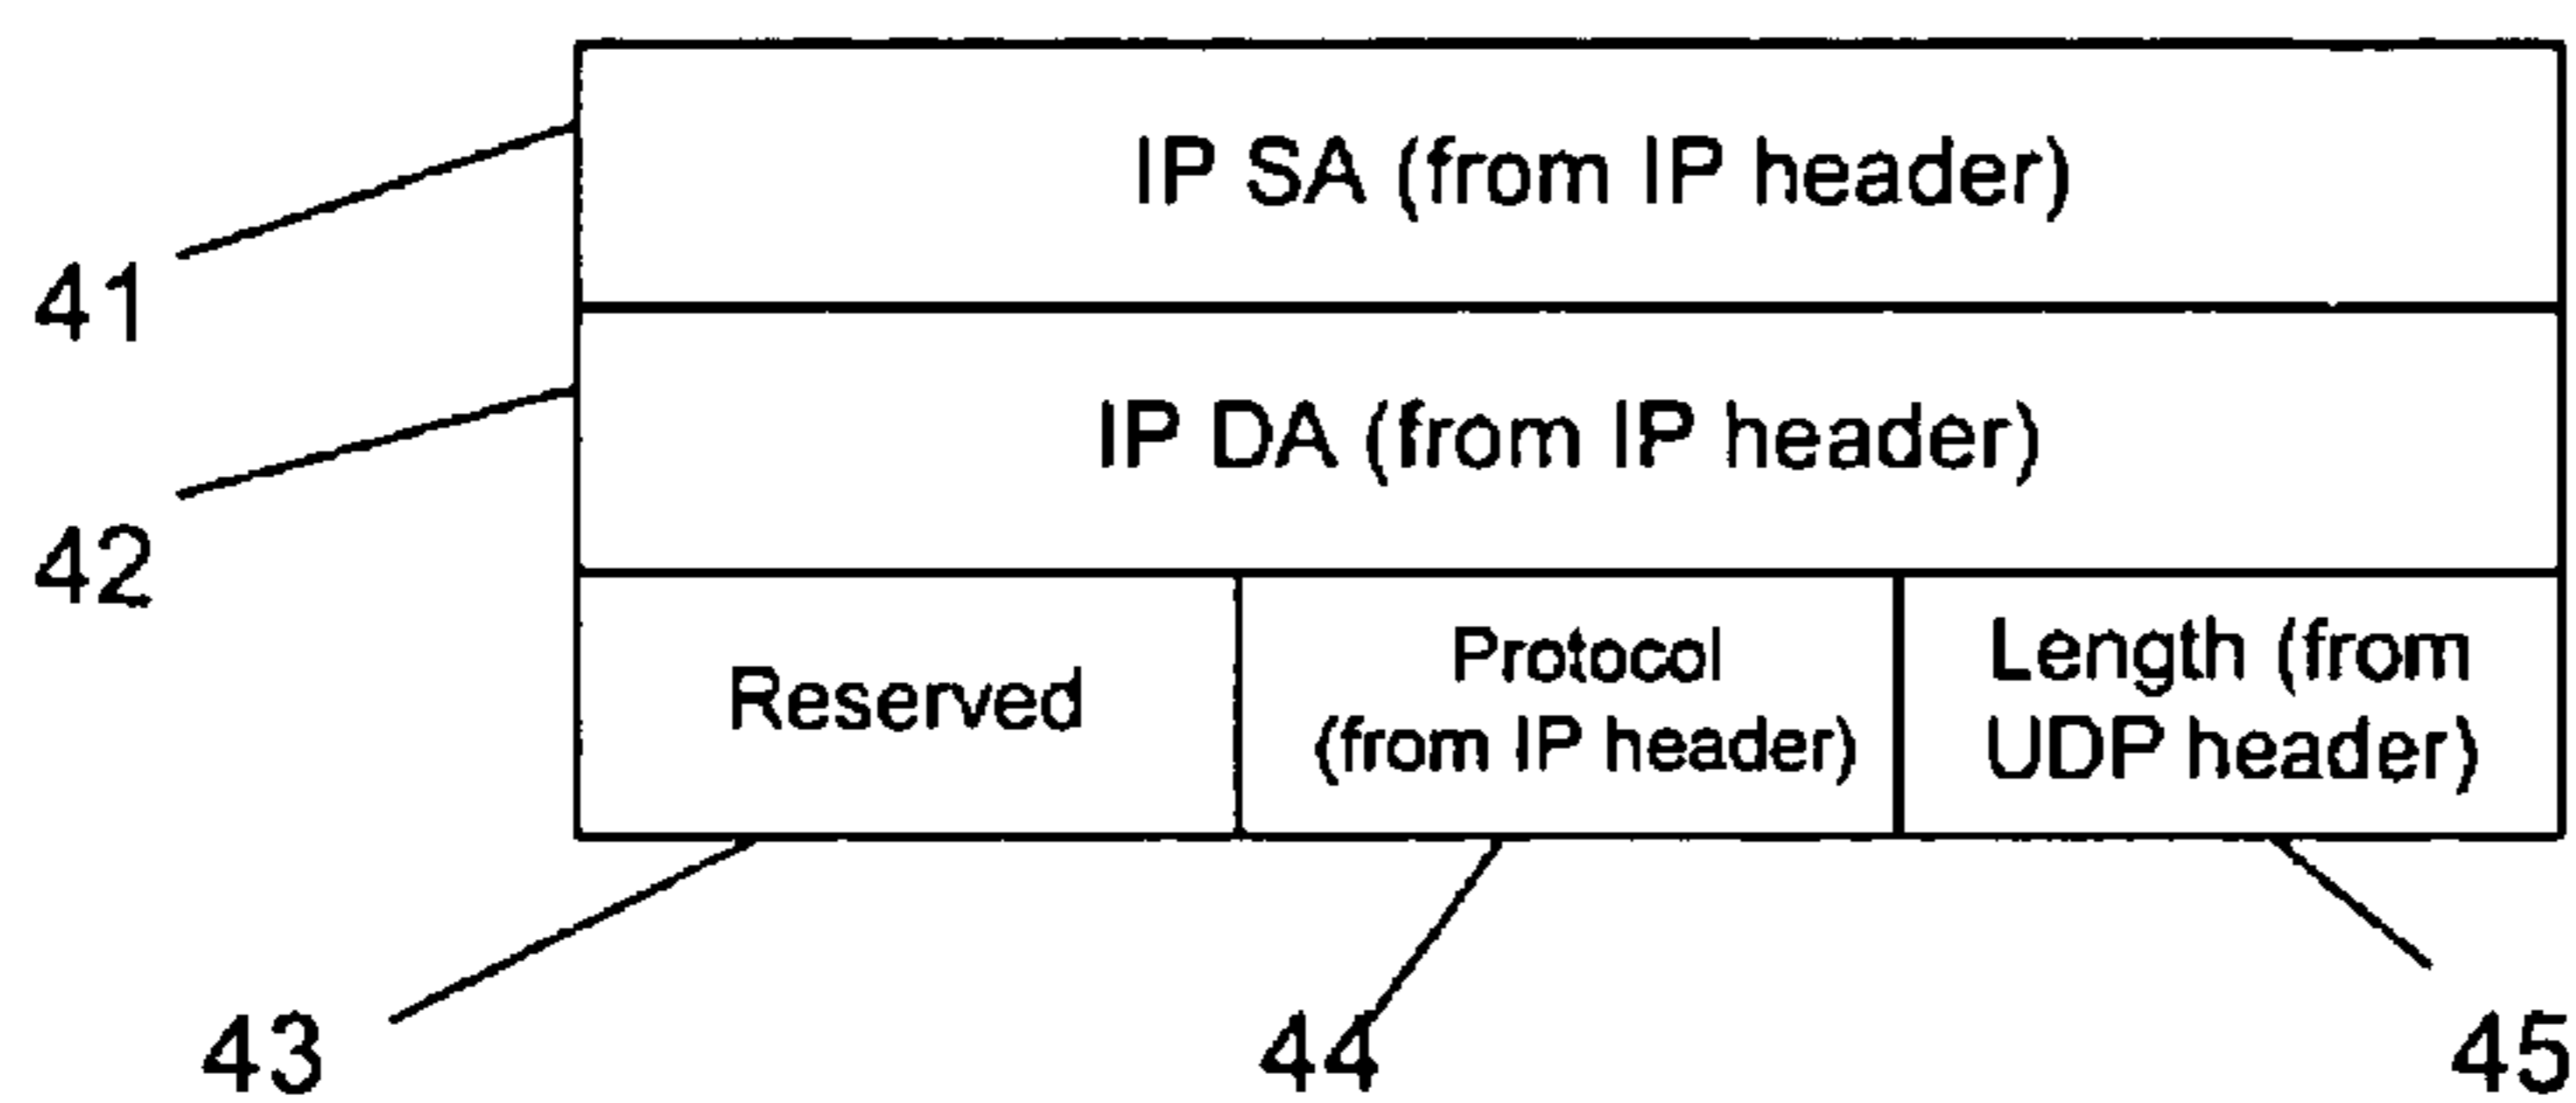 IP SA (from IP header)
41
IP DA (from IP header)
42
Reserved
Protocol
(from IP header)
Length (from
UDP header)
43
44
45